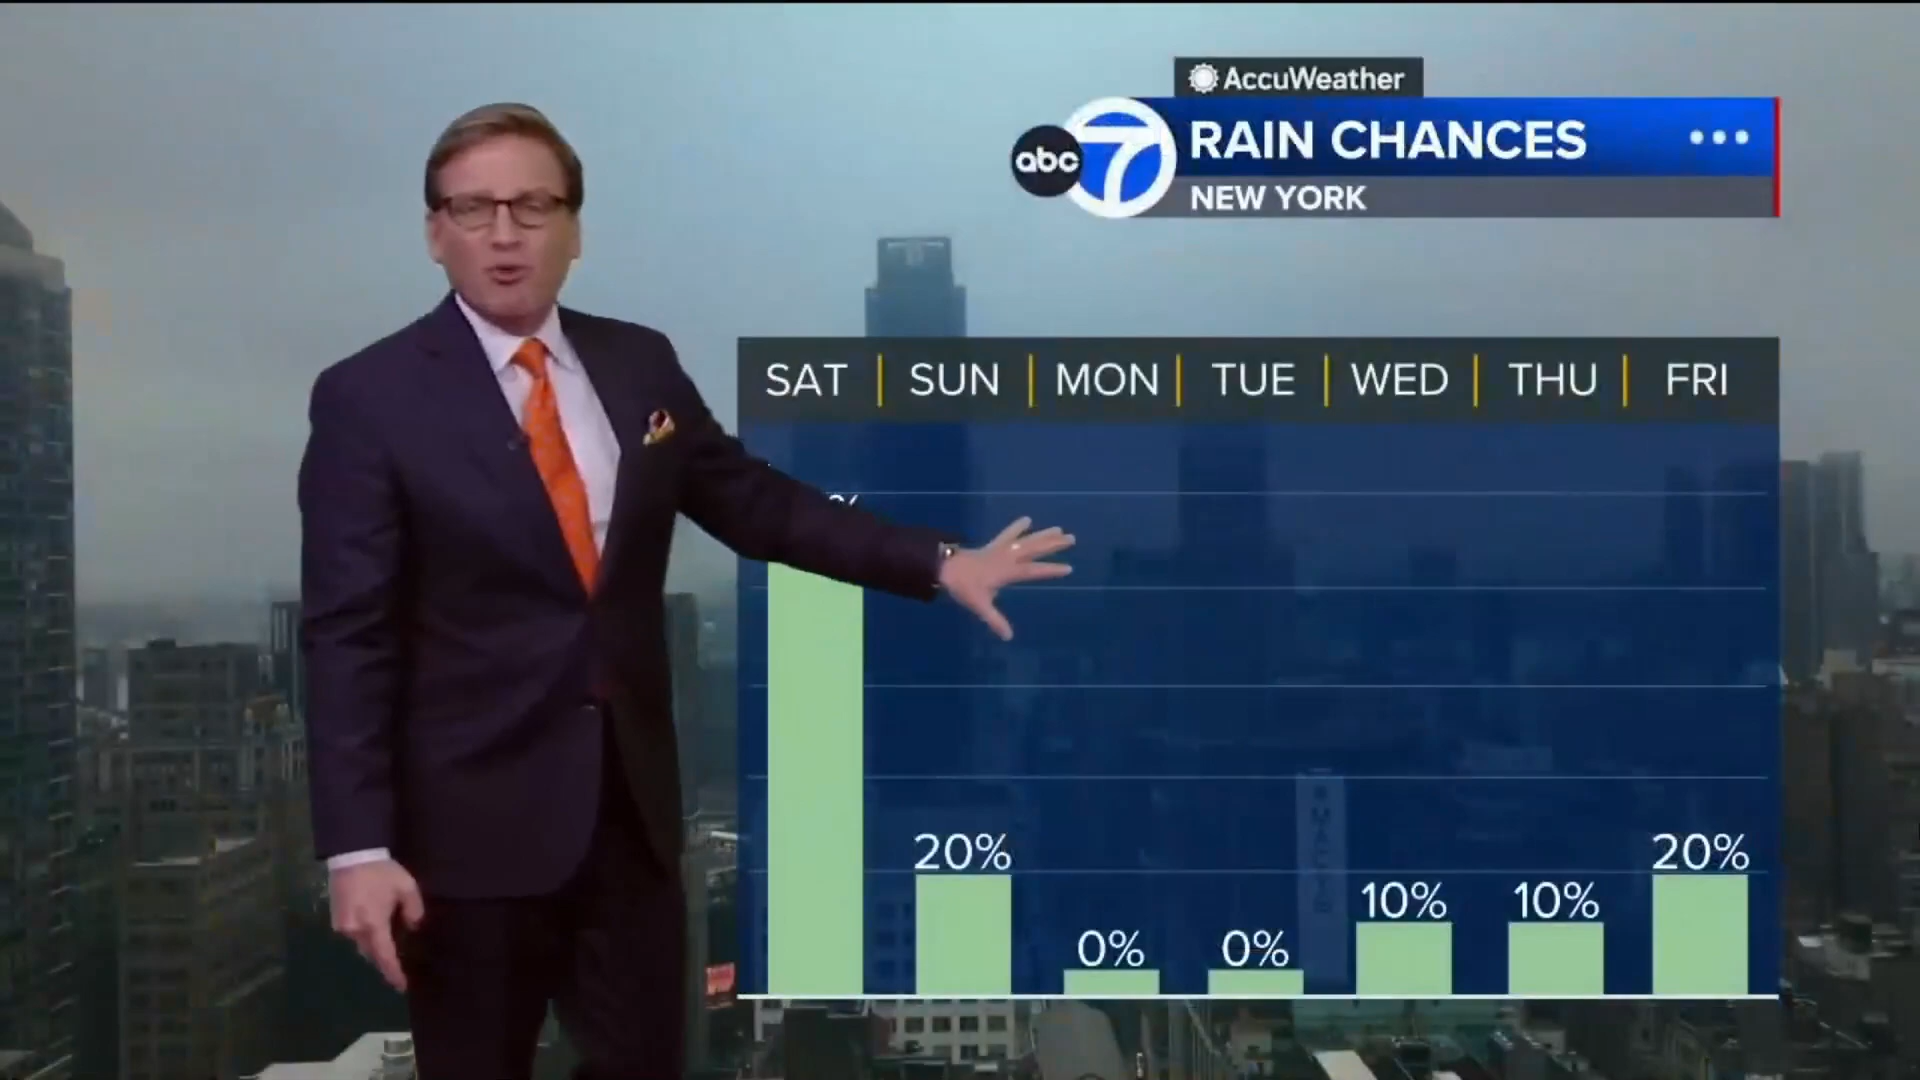 AccuWeather
abc 7 RAIN CHANCES
NEW YORK
SAT SUN MON TUE WED THU FRI
20% 0% 0% 10% 10% 20%